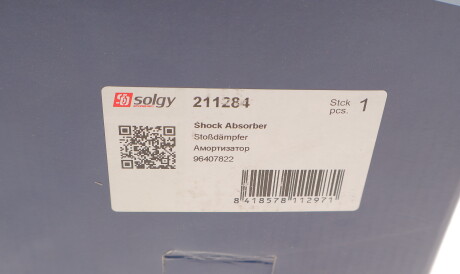 solgy 211284 Stck pcs. 1
Shock Absorber
Stoßdämpfer
Амортизатор
96407822
8 418578 112971